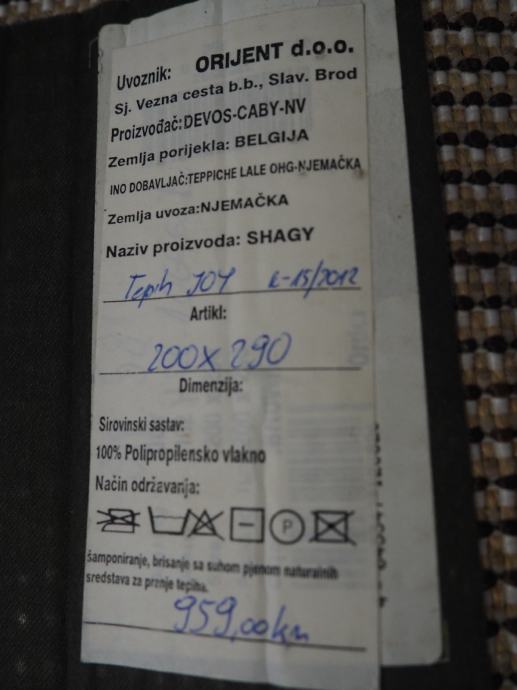 Uvoznik: ORIJENT d.o.o.
Sj. Vezna cesta b.b., Slav. Brod
Proizvođač:DEVOS-CABY-NV
Zemlja porijekla: BELGIJA
INO DOBAVLJAČ:TEPPICHE LALE OHG-NJEMAČKA
Zemlja uvoza:NJEMAČKA
Naziv proizvoda: SHAGY
Tepih JOY K-15/2012
Artikl:
200X290
Dimenzija:
Sirovinski sastav:
100% Polipropilensko vlakno
Način održavanja:
P
šamponiranje, brisanje sa suhom pjenom naturalnih
sredstava za pranje tepiha.
959,00kn